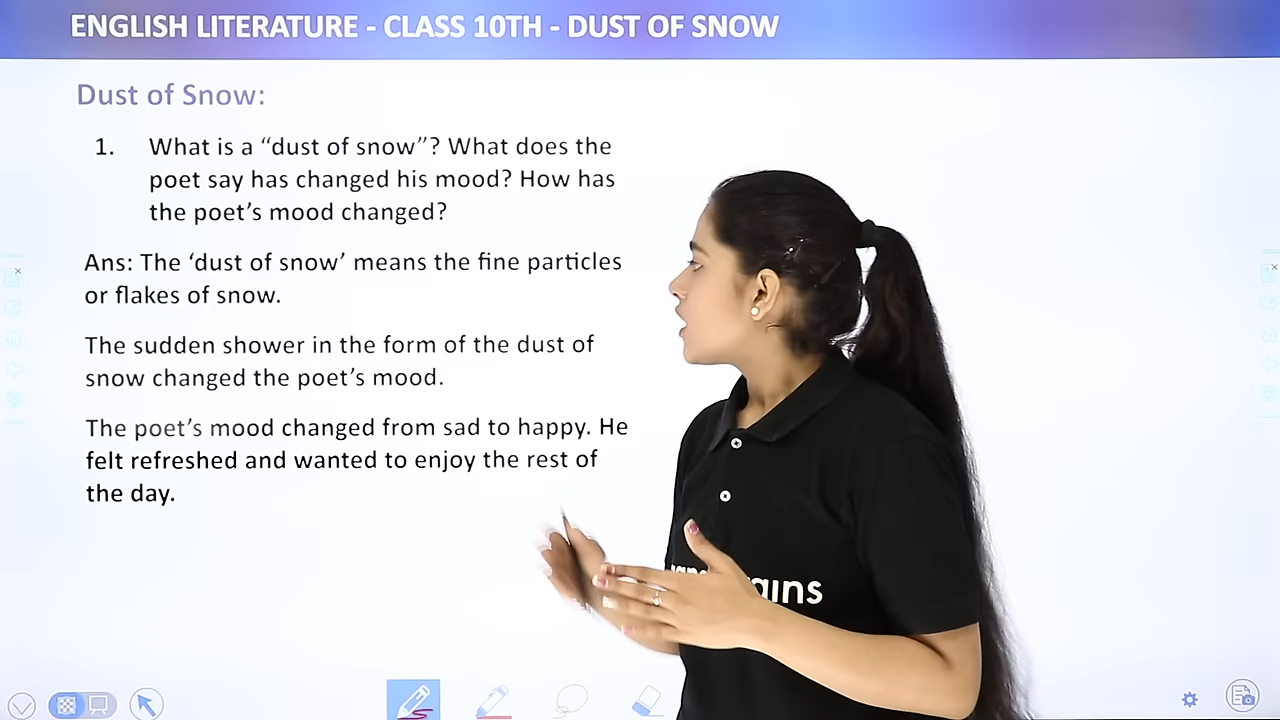 ENGLISH LITERATURE - CLASS 10TH - DUST OF SNOW
Dust of Snow:
1. What is a “dust of snow”? What does the
poet say has changed his mood? How has
the poet’s mood changed?
Ans: The ‘dust of snow’ means the fine particles
or flakes of snow.
The sudden shower in the form of the dust of
snow changed the poet’s mood.
The poet’s mood changed from sad to happy. He
felt refreshed and wanted to enjoy the rest of
the day.